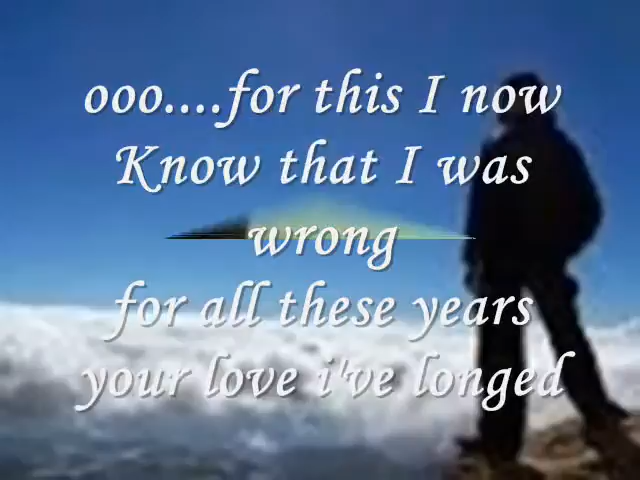 ooo....for this I now
Know that I was
wrong
for all these years
your love i've longed